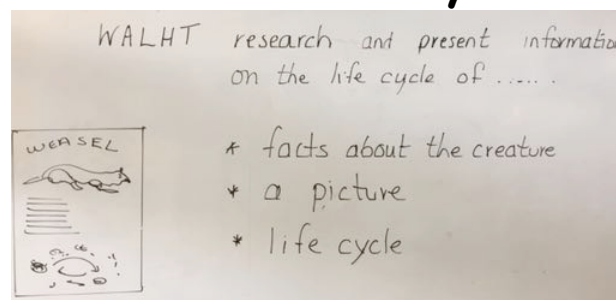 WALHT research and present information
on the life cycle of ......
WEASEL
* facts about the creature
* a picture
* life cycle